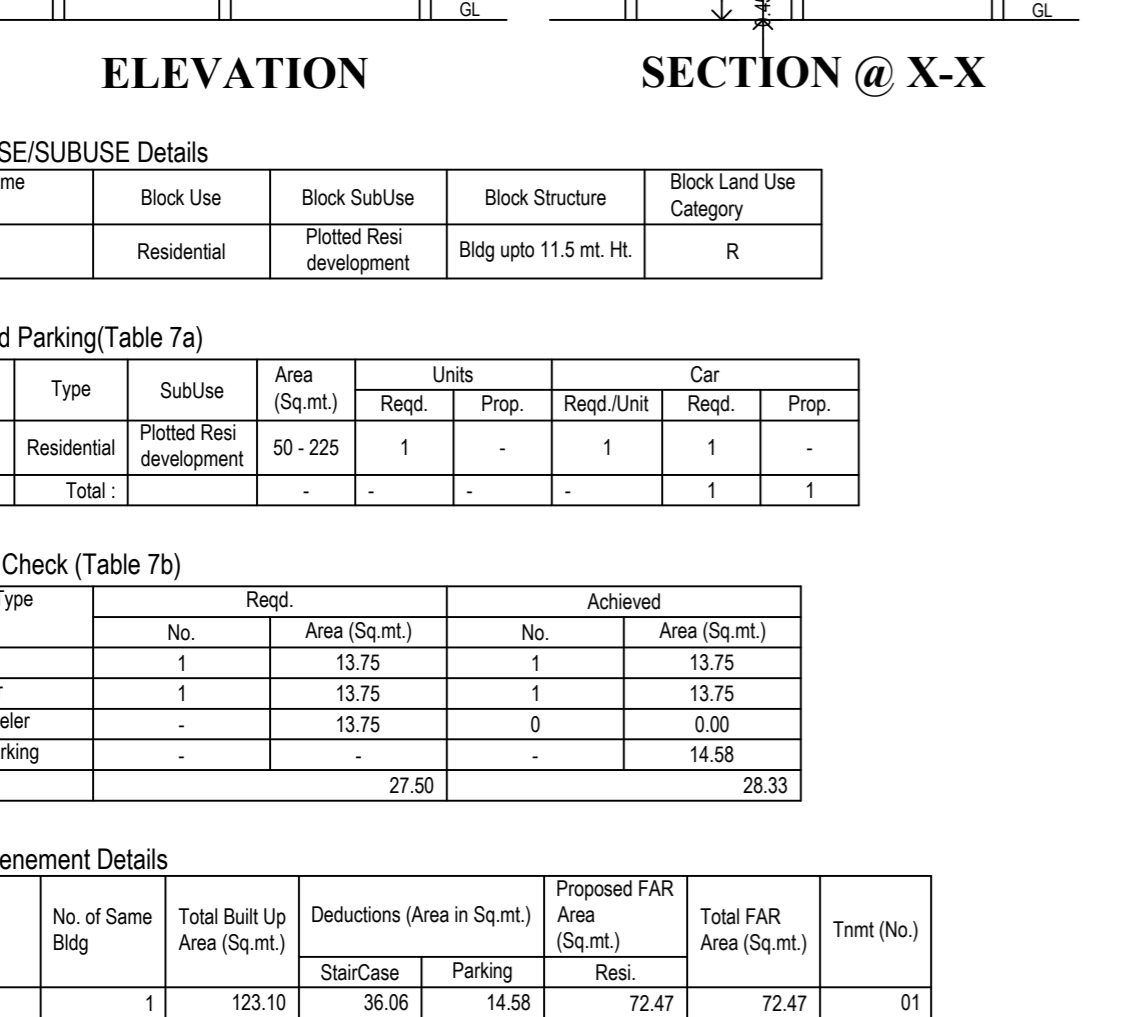 GL
GL
ELEVATION
SECTION @ X-X
SE/SUBUSE Details
me
Block Use
Block SubUse
Block Structure
Block Land Use
Category
Residential
Plotted Resi
development
Bldg upto 11.5 mt. Ht.
R
d Parking(Table 7a)
Type
SubUse
Area
(Sq.mt.)
Units
Car
Reqd.
Prop.
Reqd./Unit
Reqd.
Prop.
Residential
Plotted Resi
development
50 - 225
1
-
1
1
-
Total :
-
-
-
-
1
1
Check (Table 7b)
Type
Reqd.
Achieved
No.
Area (Sq.mt.)
No.
Area (Sq.mt.)
1
13.75
1
13.75
r
1
13.75
1
13.75
eler
-
13.75
0
0.00
rking
-
-
-
14.58
27.50
28.33
enement Details
No. of Same
Bldg
Total Built Up
Area (Sq.mt.)
Deductions (Area in Sq.mt.)
Proposed FAR
Area
(Sq.mt.)
Total FAR
Area (Sq.mt.)
Tnmt (No.)
StairCase
Parking
Resi.
1
123.10
36.06
14.58
72.47
72.47
01